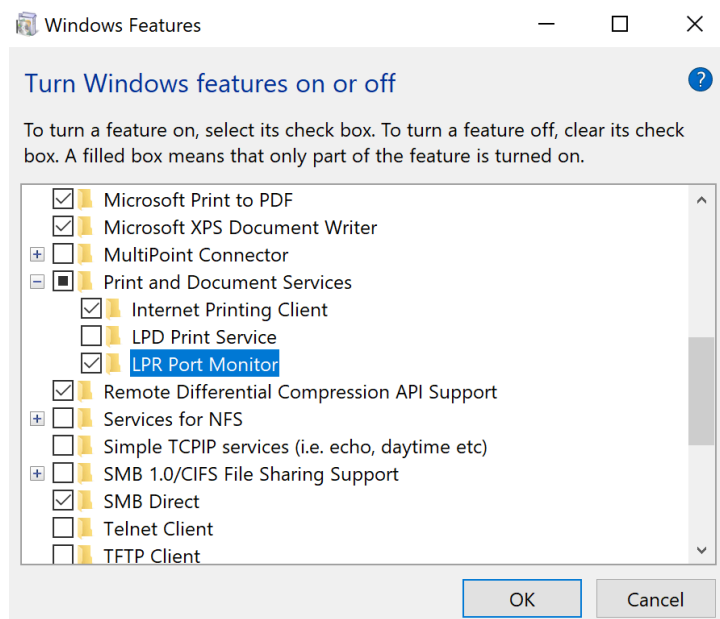 Windows Features
Turn Windows features on or off
?
To turn a feature on, select its check box. To turn a feature off, clear its check
box. A filled box means that only part of the feature is turned on.
Microsoft Print to PDF
Microsoft XPS Document Writer
MultiPoint Connector
Print and Document Services
Internet Printing Client
LPD Print Service
LPR Port Monitor
Remote Differential Compression API Support
Services for NFS
Simple TCPIP services (i.e. echo, daytime etc)
SMB 1.0/CIFS File Sharing Support
SMB Direct
Telnet Client
TFTP Client
OK
Cancel